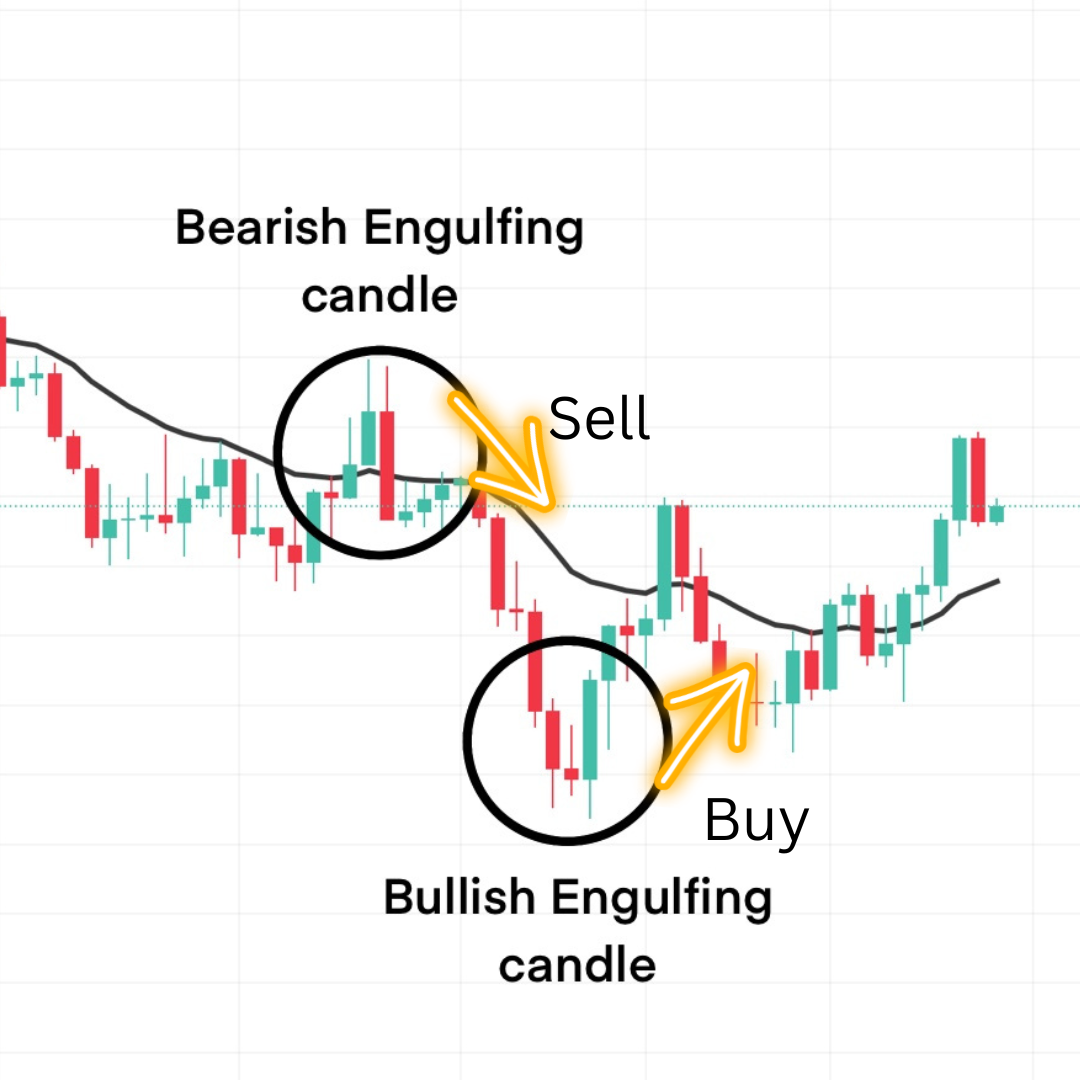 Bearish Engulfing
candle
Sell
Buy
Bullish Engulfing
candle